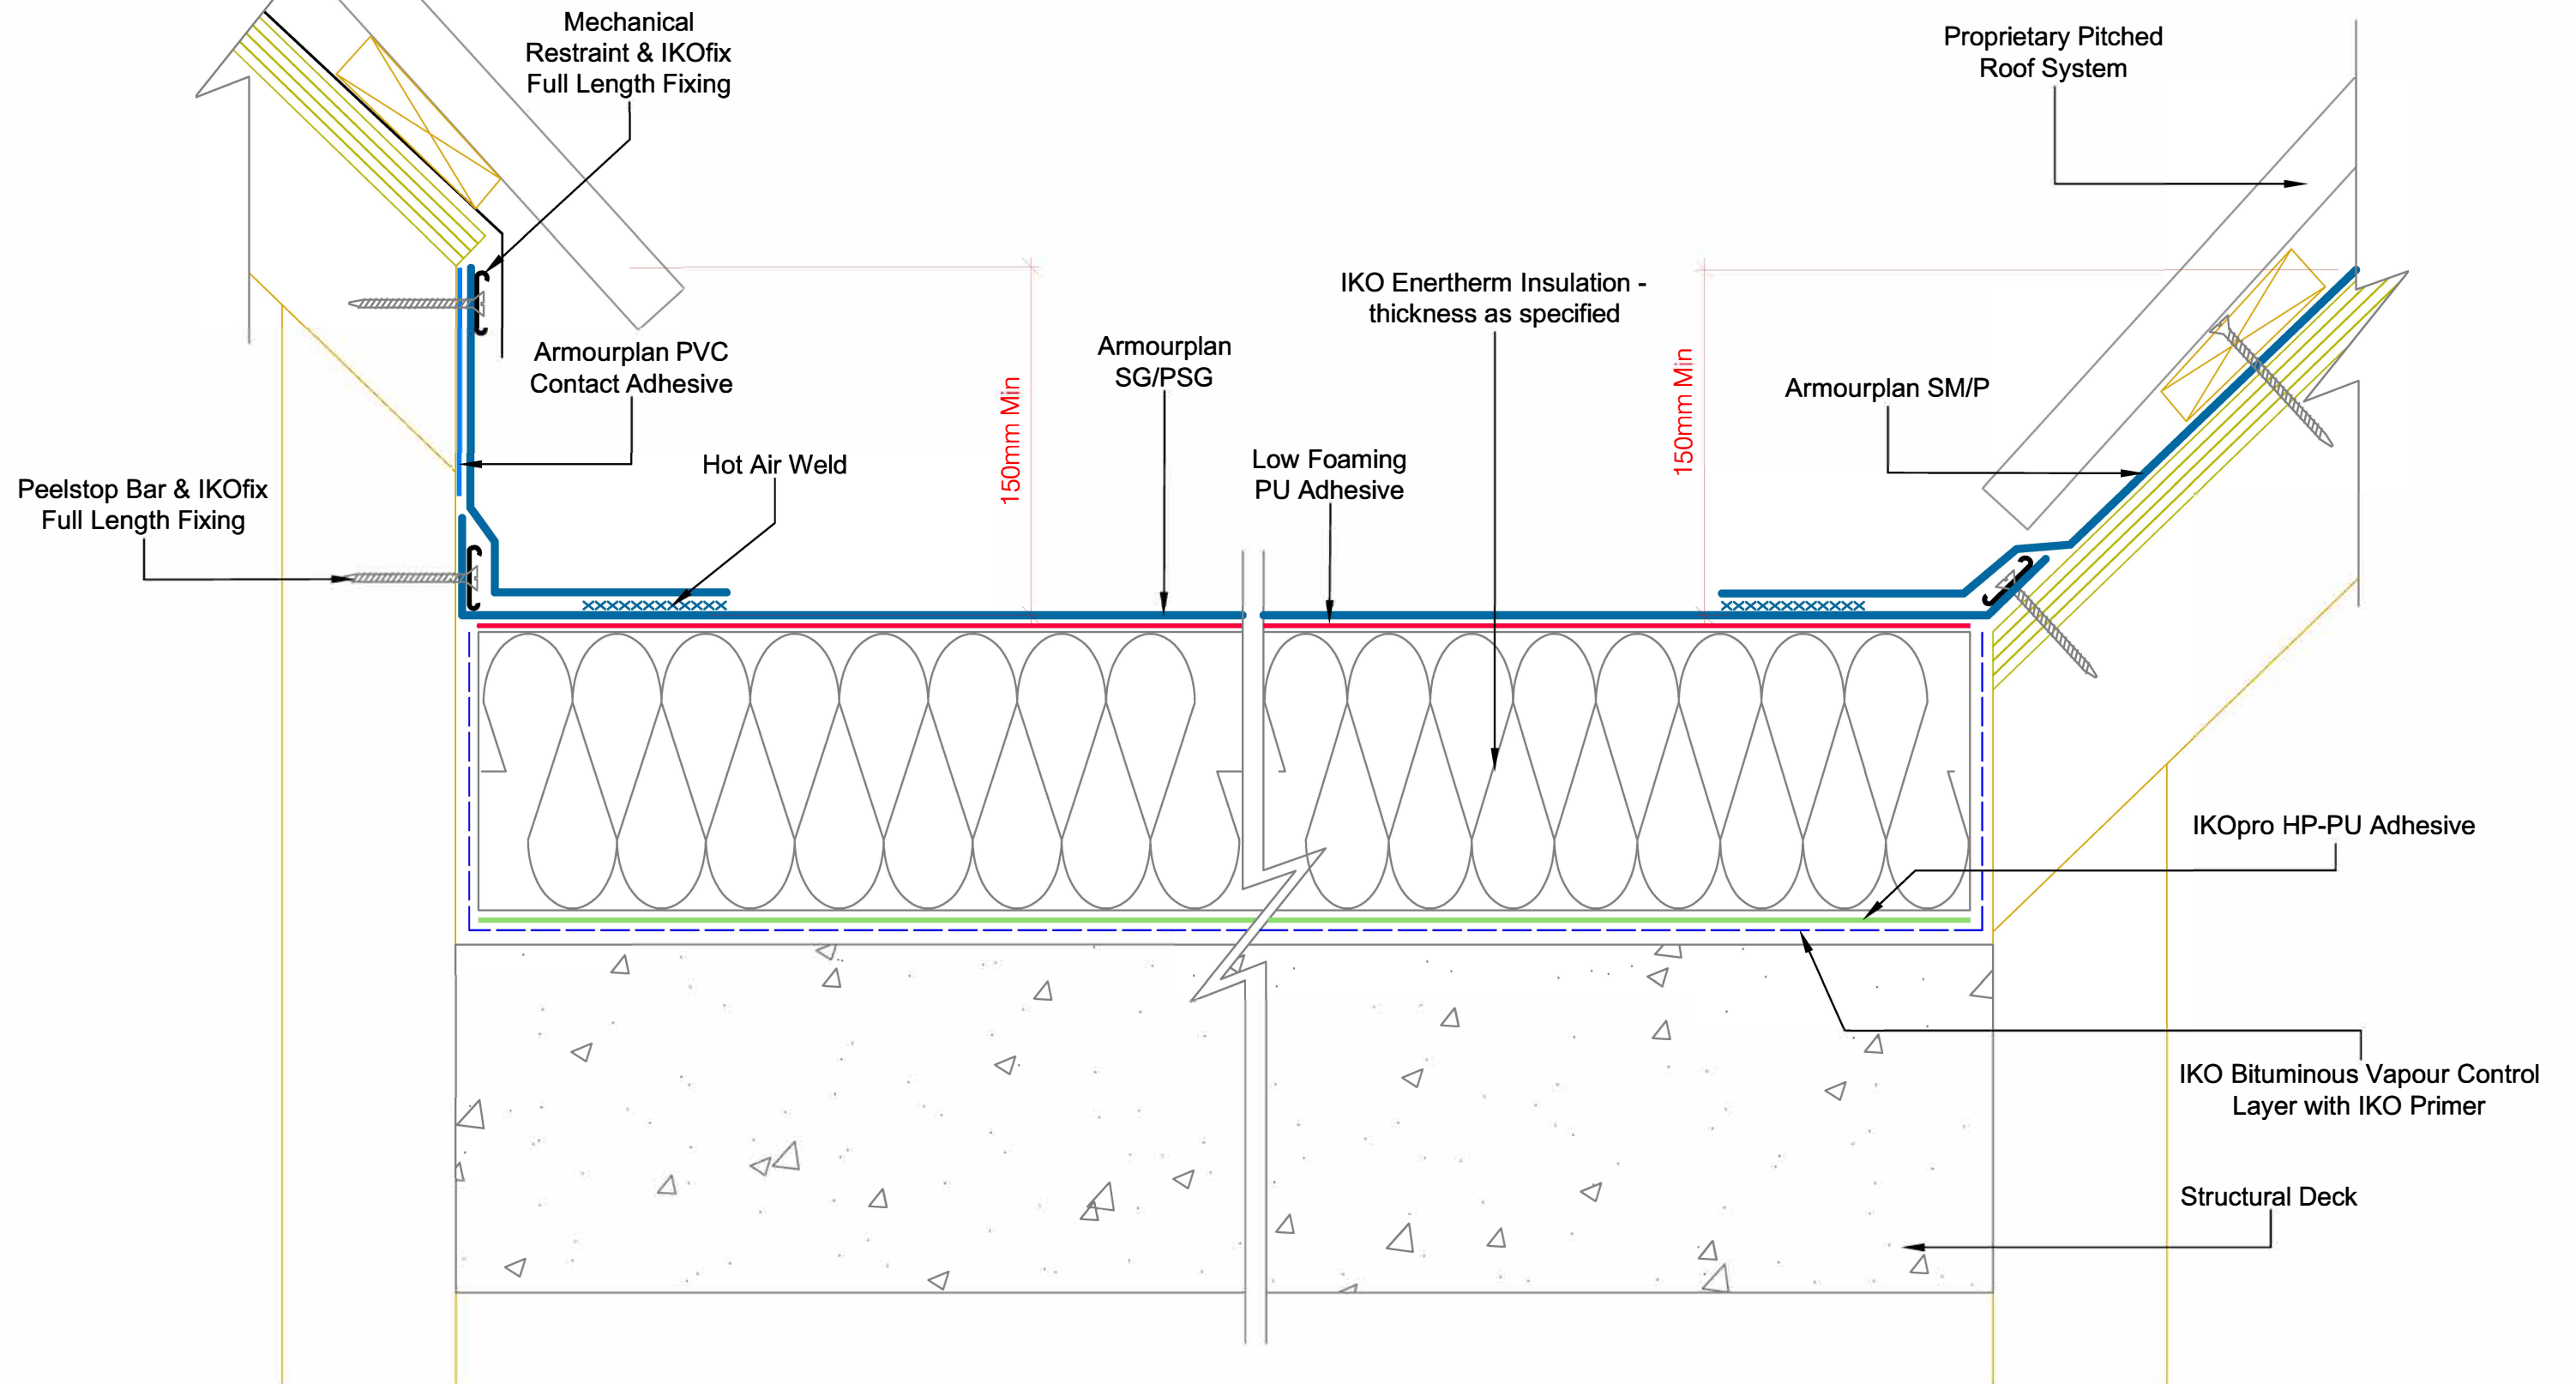 Mechanical
Restraint & IKOfix
Full Length Fixing
Proprietary Pitched
Roof System
IKO Enertherm Insulation -
thickness as specified
Armourplan PVC
Contact Adhesive
Armourplan
SG/PSG
150mm Min
150mm Min
Armourplan SM/P
Hot Air Weld
Low Foaming
PU Adhesive
Peelstop Bar & IKOfix
Full Length Fixing
IKOpro HP-PU Adhesive
IKO Bituminous Vapour Control
Layer with IKO Primer
Structural Deck